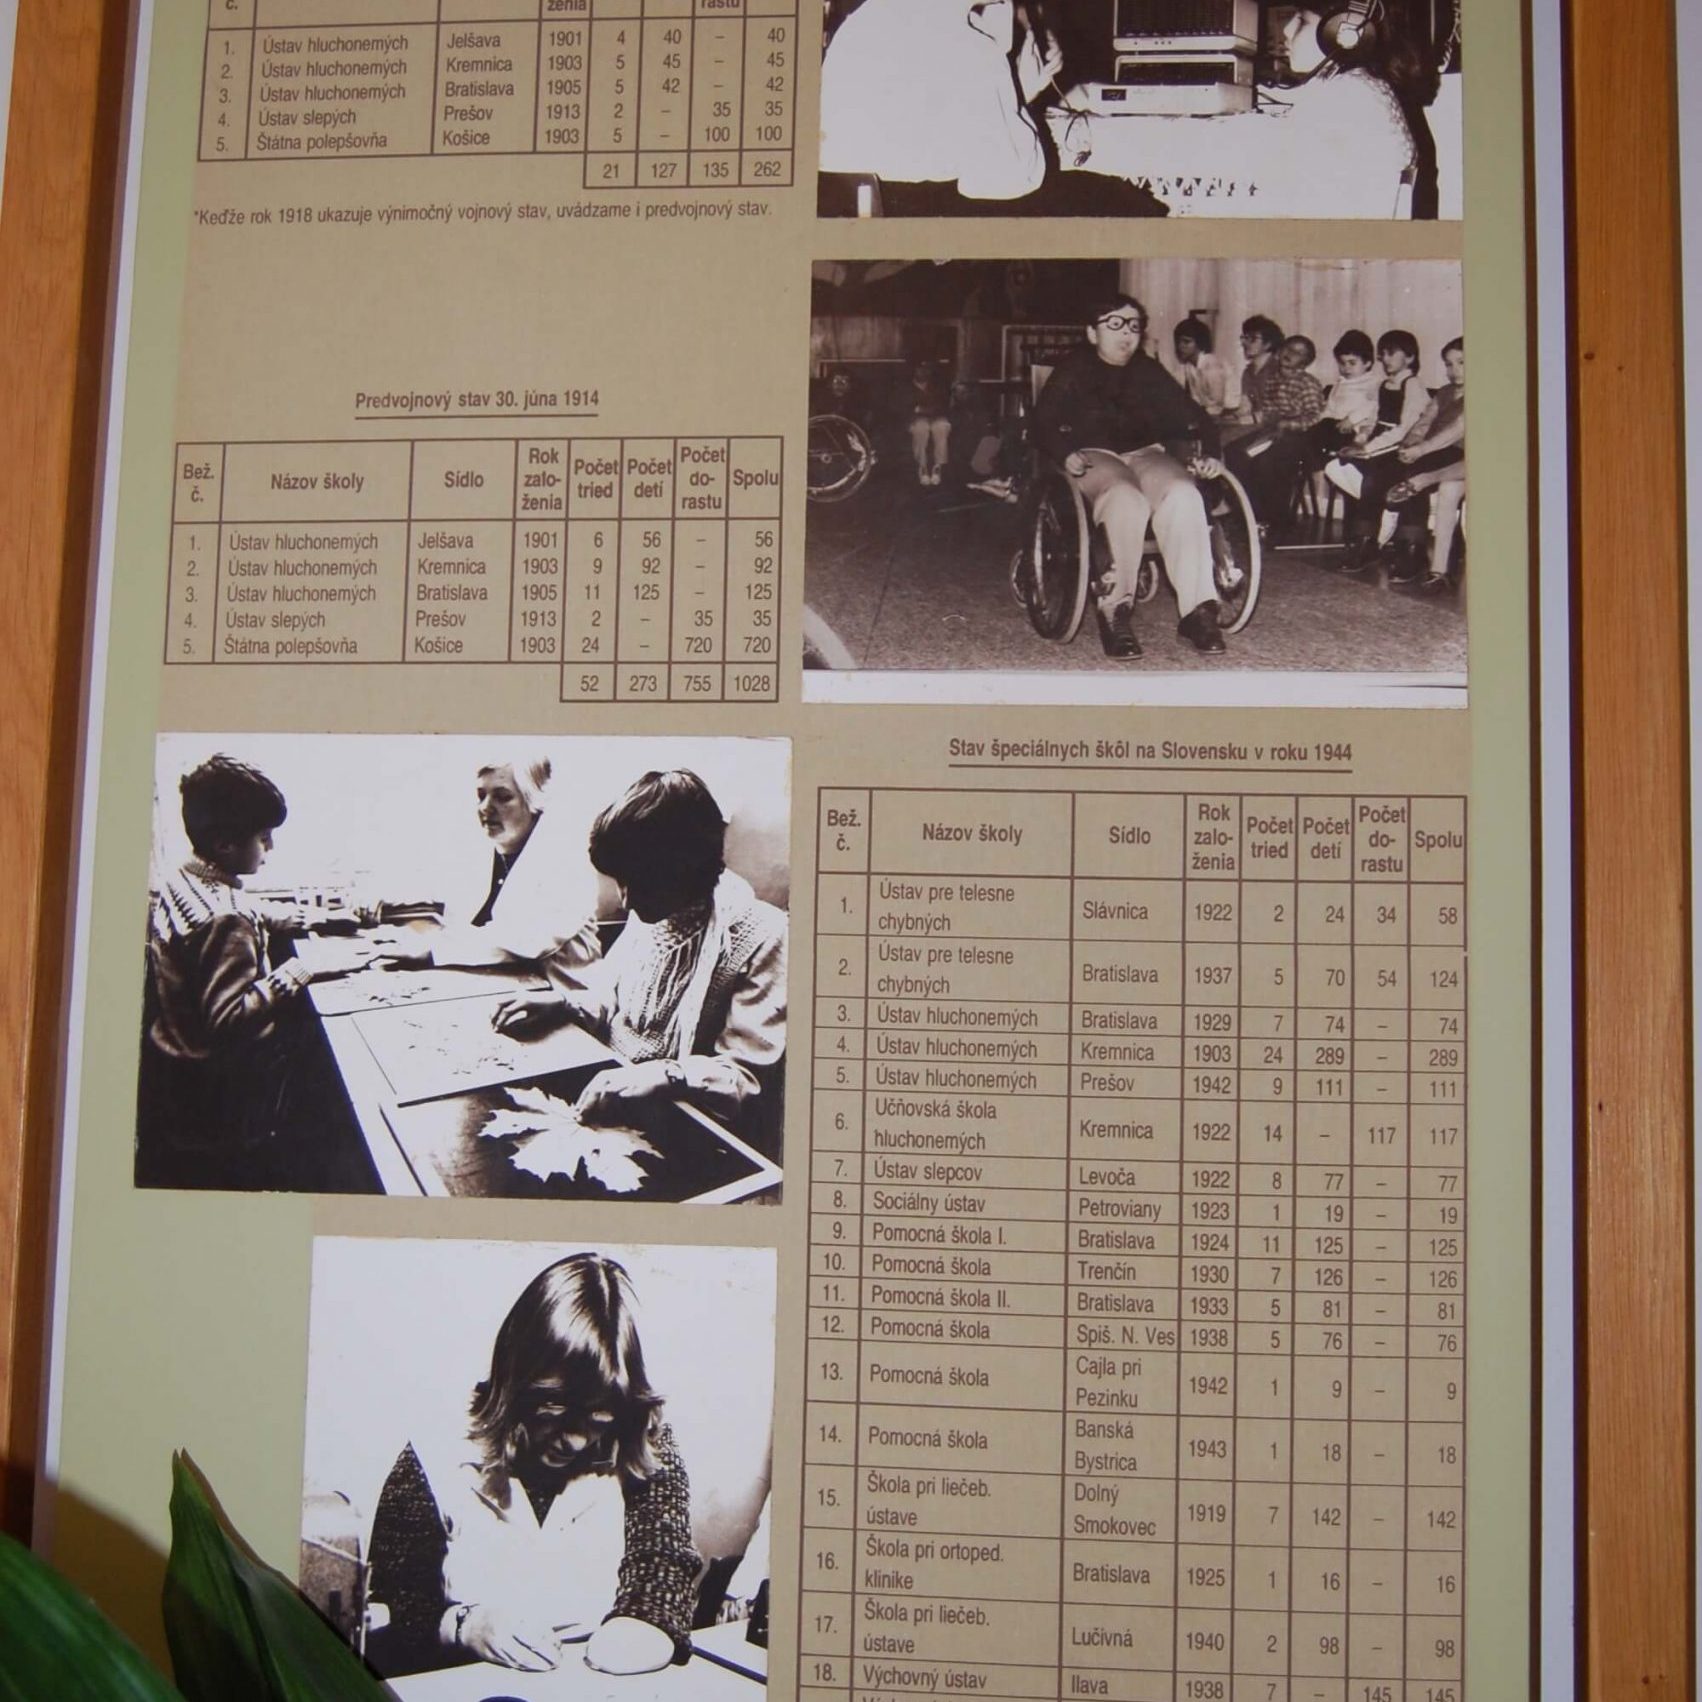 č. ženia rastu
1. Ústav hluchonemých Jelšava 1901 4 40 – 40
2. Ústav hluchonemých Kremnica 1903 5 45 – 45
3. Ústav hluchonemých Bratislava 1905 5 42 – 42
4. Ústav slepých Prešov 1913 2 – 35 35
5. Štátna polepšovňa Košice 1903 5 – 100 100
21 127 135 262
*Keďže rok 1918 ukazuje výnimočný vojnový stav, uvádzame i predvojnový stav.
Predvojnový stav 30. júna 1914
Bež. č. Názov školy Sídlo Rok zalo- ženia Počet tried Počet detí Počet do- rastu Spolu
1. Ústav hluchonemých Jelšava 1901 6 56 – 56
2. Ústav hluchonemých Kremnica 1903 9 92 – 92
3. Ústav hluchonemých Bratislava 1905 11 125 – 125
4. Ústav slepých Prešov 1913 2 – 35 35
5. Štátna polepšovňa Košice 1903 24 – 720 720
52 273 755 1028
Stav špeciálnych škôl na Slovensku v roku 1944
Bež. č. Názov školy Sídlo Rok zalo- ženia Počet tried Počet detí Počet do- rastu Spolu
1. Ústav pre telesne chybných Slávnica 1922 2 24 34 58
2. Ústav pre telesne chybných Bratislava 1937 5 70 54 124
3. Ústav hluchonemých Bratislava 1929 7 74 – 74
4. Ústav hluchonemých Kremnica 1903 24 289 – 289
5. Ústav hluchonemých Prešov 1942 9 111 – 111
6. Učňovská škola hluchonemých Kremnica 1922 14 – 117 117
7. Ústav slepcov Levoča 1922 8 77 – 77
8. Sociálny ústav Petroviany 1923 1 19 – 19
9. Pomocná škola I. Bratislava 1924 11 125 – 125
10. Pomocná škola Trenčín 1930 7 126 – 126
11. Pomocná škola II. Bratislava 1933 5 81 – 81
12. Pomocná škola Spiš. N. Ves 1938 5 76 – 76
13. Pomocná škola Cajla pri Pezinku 1942 1 9 – 9
14. Pomocná škola Banská Bystrica 1943 1 18 – 18
15. Škola pri liečeb. ústave Dolný Smokovec 1919 7 142 – 142
16. Škola pri ortoped. klinike Bratislava 1925 1 16 – 16
17. Škola pri liečeb. ústave Lučivná 1940 2 98 – 98
18. Výchovný ústav Ilava 1938 7 – 145 145